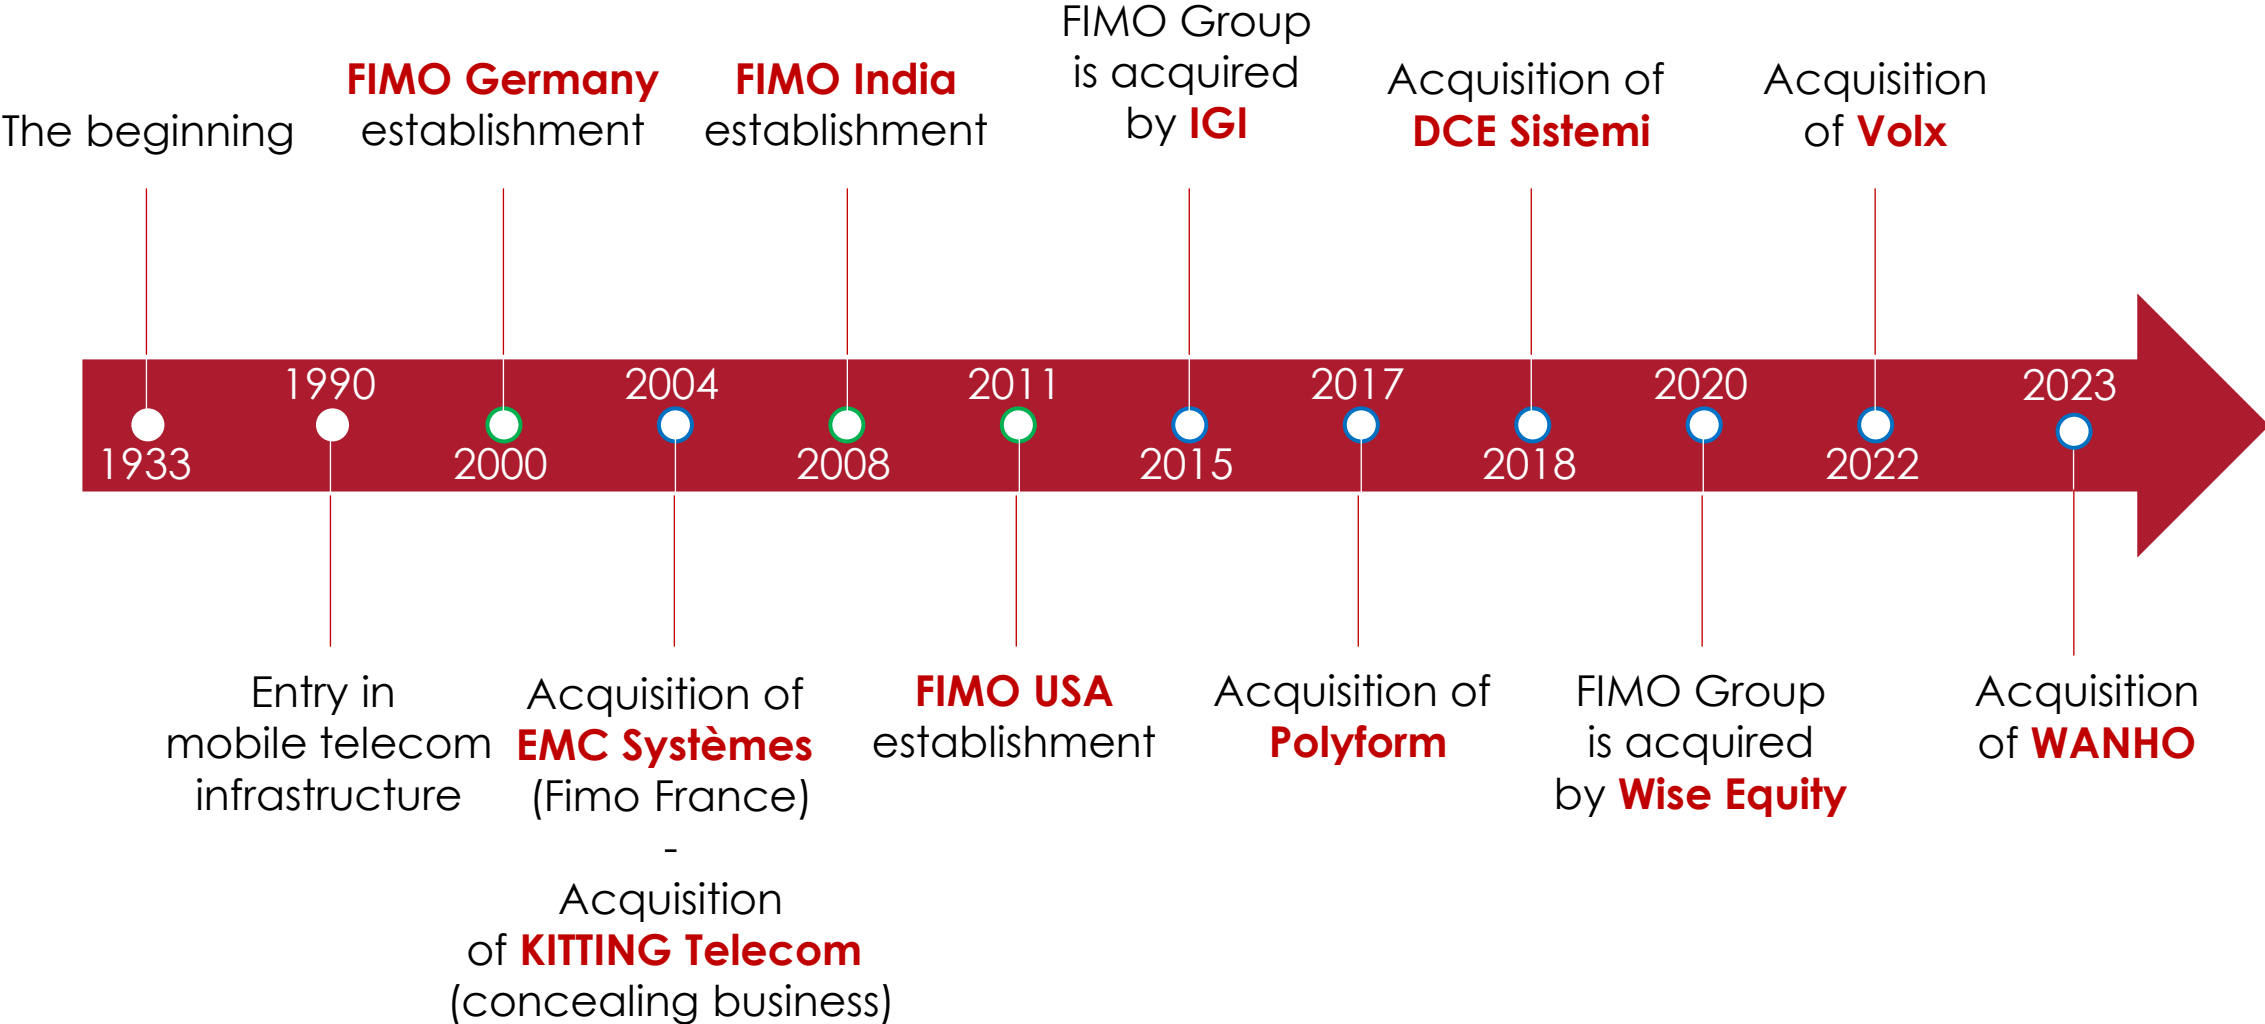 The beginning
FIMO Germany
establishment
FIMO India
establishment
FIMO Group
is acquired
by IGI
Acquisition of
DCE Sistemi
Acquisition
of Volx
1990
2004
2011
2017
2020
2023
1933
2000
2008
2015
2018
2022
Entry in
mobile telecom
infrastructure
Acquisition of
EMC Systèmes
(Fimo France)
-
Acquisition
of KITTING Telecom
(concealing business)
FIMO USA
establishment
Acquisition of
Polyform
FIMO Group
is acquired
by Wise Equity
Acquisition
of WANHO